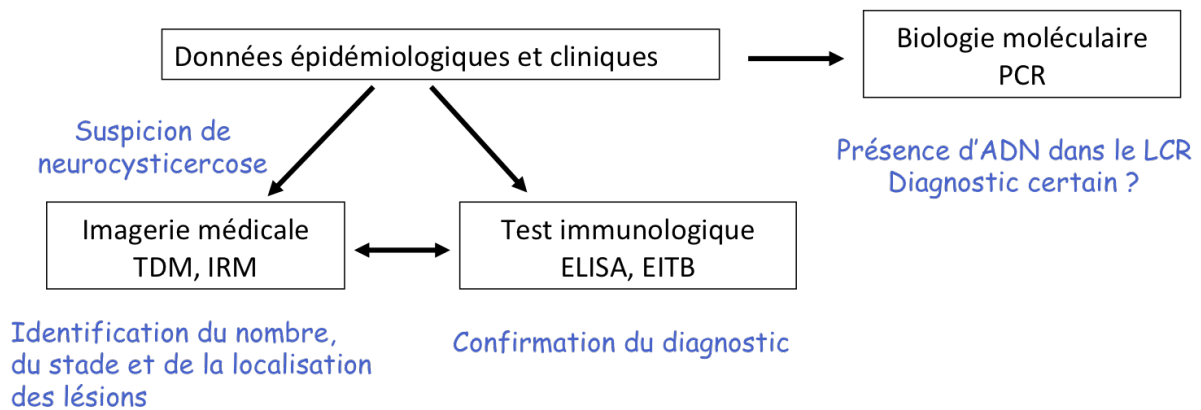 Données épidémiologiques et cliniques
Biologie moléculaire
PCR
Suspicion de
neurocysticercose
Présence d'ADN dans le LCR
Diagnostic certain ?
Imagerie médicale
TDM, IRM
Test immunologique
ELISA, EITB
Identification du nombre,
du stade et de la localisation
des lésions
Confirmation du diagnostic